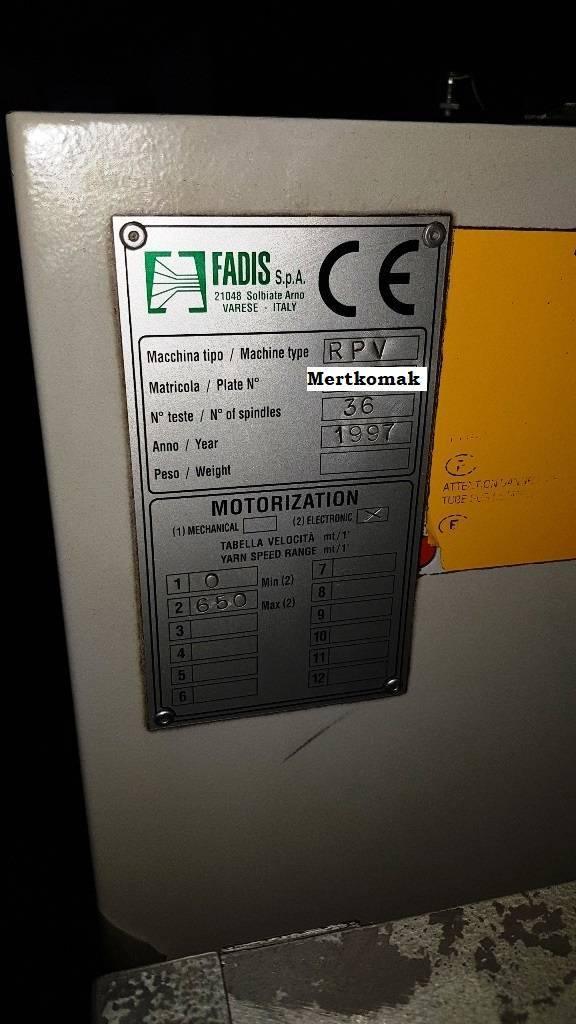 FADIS S.p.A.
21048 Solbiate Arno
VARESE - ITALY
CE
Macchina tipo / Machine type RPV
Matricola / Plate N° Mertkomak
N° teste / N° of spindles 36
Anno / Year 1997
Peso / Weight
MOTORIZATION
(1) MECHANICAL (2) ELECTRONIC X
TABELLA VELOCITÀ mt/1'
YARN SPEED RANGE mt/1'
1 0 Min (2) 7
2 650 Max (2) 8
3 9
4 10
5 11
6 12
F
ATTENTION
TUBE
E